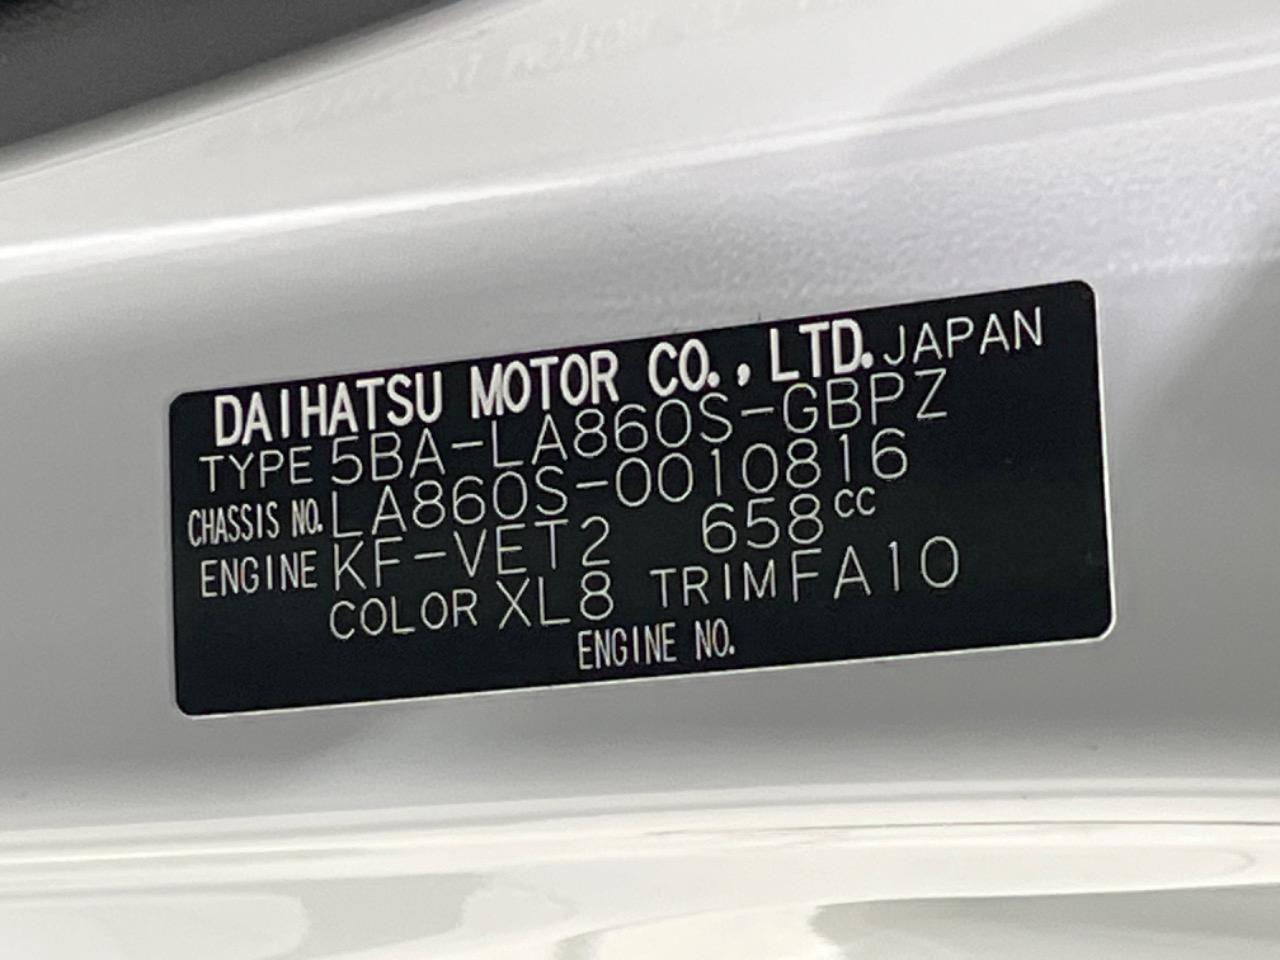 DAIHATSU MOTOR CO., LTD. JAPAN
TYPE 5BA-LA860S-GBPZ
CHASSIS NO. LA860S-0010816
ENGINE KF-VET2 658cc
COLOR XL8 TRIM FA10
ENGINE NO.